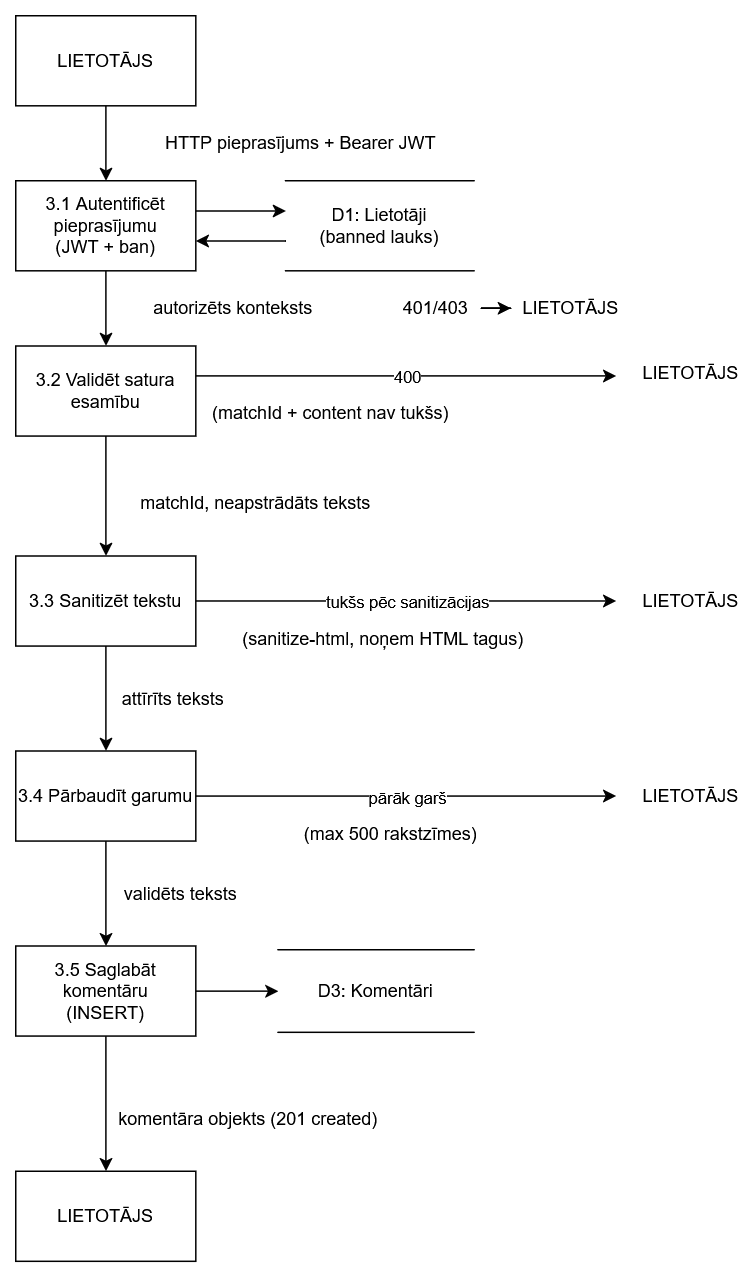 LIETOTĀJS
HTTP pieprasījums + Bearer JWT
3.1 Autentificēt
pieprasījumu
(JWT + ban)
D1: Lietotāji
(banned lauks)
autorizēts konteksts
401/403
LIETOTĀJS
3.2 Validēt satura
esamību
400
LIETOTĀJS
(matchId + content nav tukšs)
matchId, neapstrādāts teksts
3.3 Sanitizēt tekstu
tukšs pēc sanitizācijas
LIETOTĀJS
(sanitize-html, noņem HTML tagus)
attīrīts teksts
3.4 Pārbaudīt garumu
pārāk garš
LIETOTĀJS
(max 500 rakstzīmes)
validēts teksts
3.5 Saglabāt
komentāru
(INSERT)
D3: Komentāri
komentāra objekts (201 created)
LIETOTĀJS